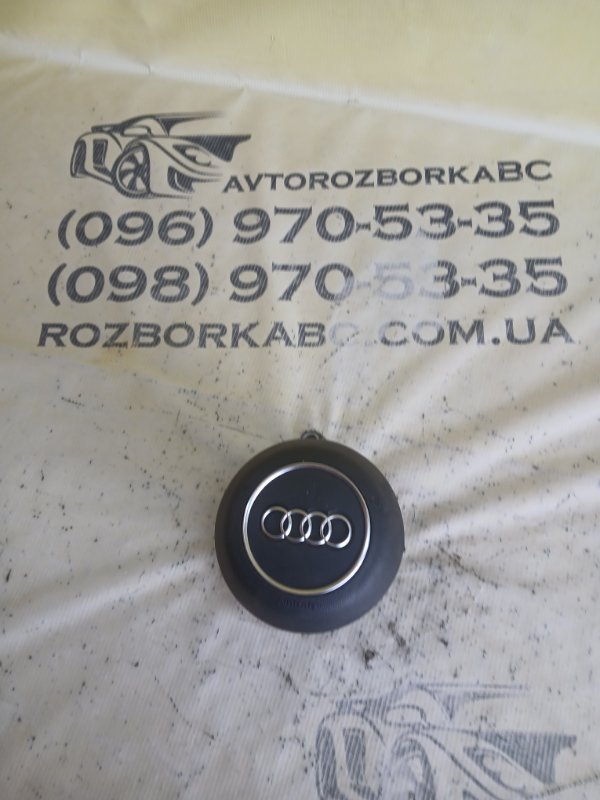 AVTOROZBORKABC
(096) 970-53-35
(098) 970-53-35
ROZBORKABC.COM.UA